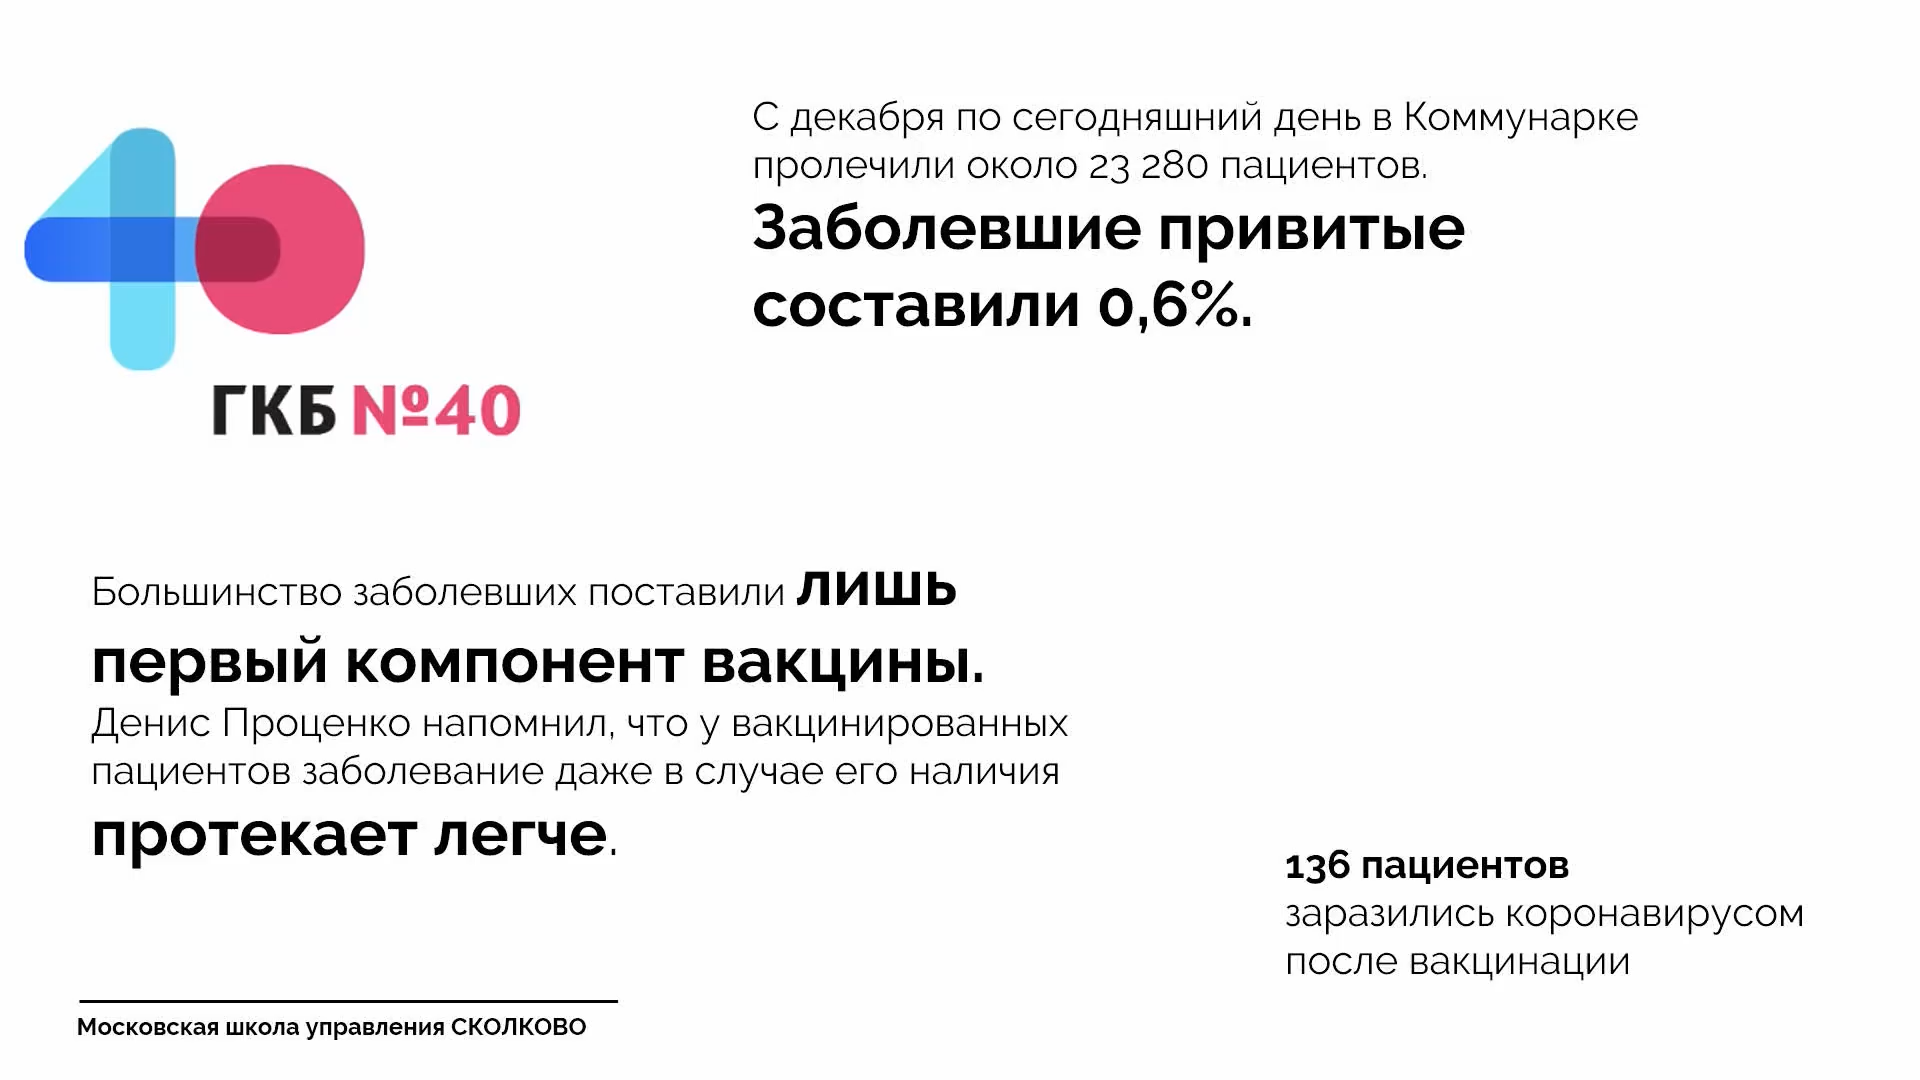 40
ГКБ №40
С декабря по сегодняшний день в Коммунарке
пролечили около 23 280 пациентов.
Заболевшие привитые
составили 0,6%.
Большинство заболевших поставили лишь
первый компонент вакцины.
Денис Проценко напомнил, что у вакцинированных
пациентов заболевание даже в случае его наличия
протекает легче.
136 пациентов
заразились коронавирусом
после вакцинации
Московская школа управления СКОЛКОВО